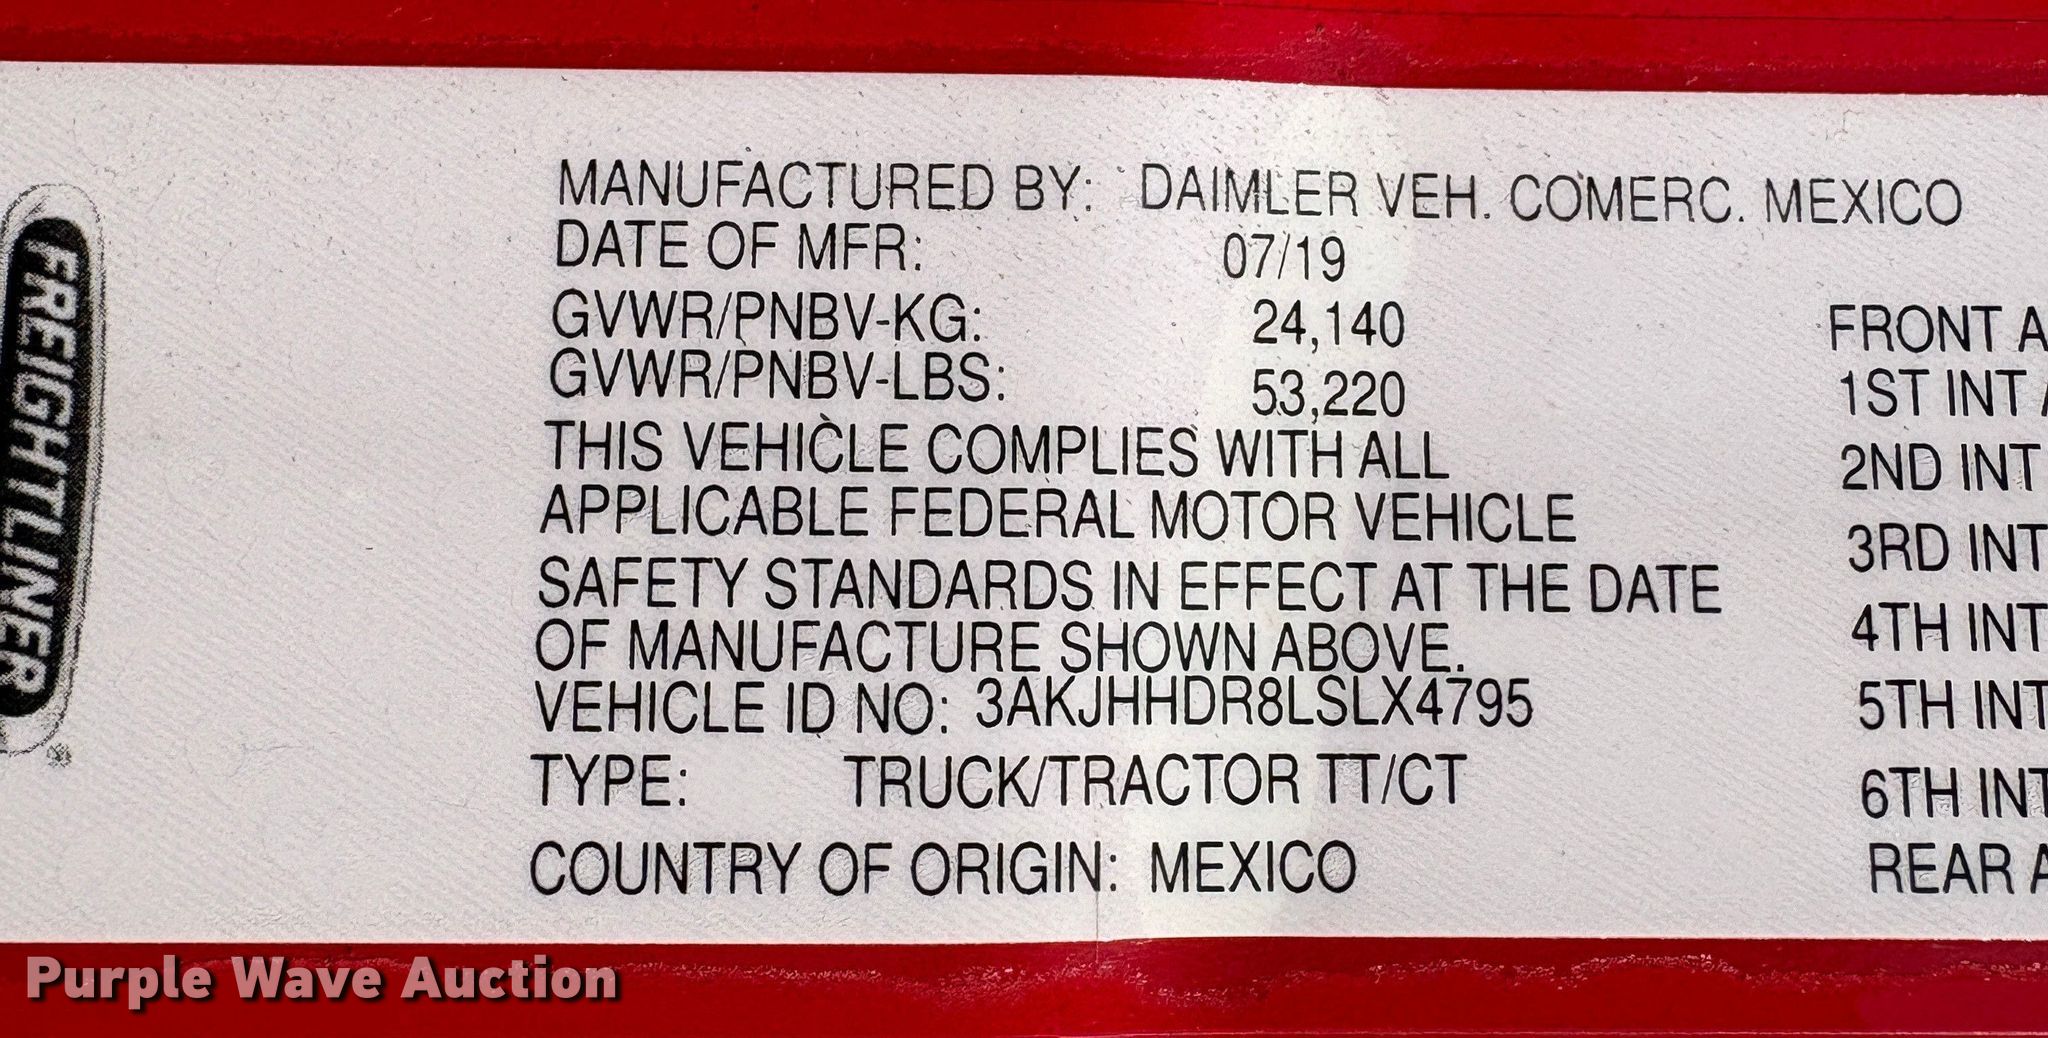 FREIGHTLINER
MANUFACTURED BY: DAIMLER VEH. COMERC. MEXICO
DATE OF MFR: 07/19
GVWR/PNBV-KG: 24,140
GVWR/PNBV-LBS: 53,220
THIS VEHICLE COMPLIES WITH ALL
APPLICABLE FEDERAL MOTOR VEHICLE
SAFETY STANDARDS IN EFFECT AT THE DATE
OF MANUFACTURE SHOWN ABOVE.
VEHICLE ID NO: 3AKJHHDR8LSLX4795
TYPE: TRUCK/TRACTOR TT/CT
COUNTRY OF ORIGIN: MEXICO
FRONT A
1ST INT A
2ND INT
3RD INT
4TH INT
5TH INT
6TH INT
REAR A
Purple Wave Auction